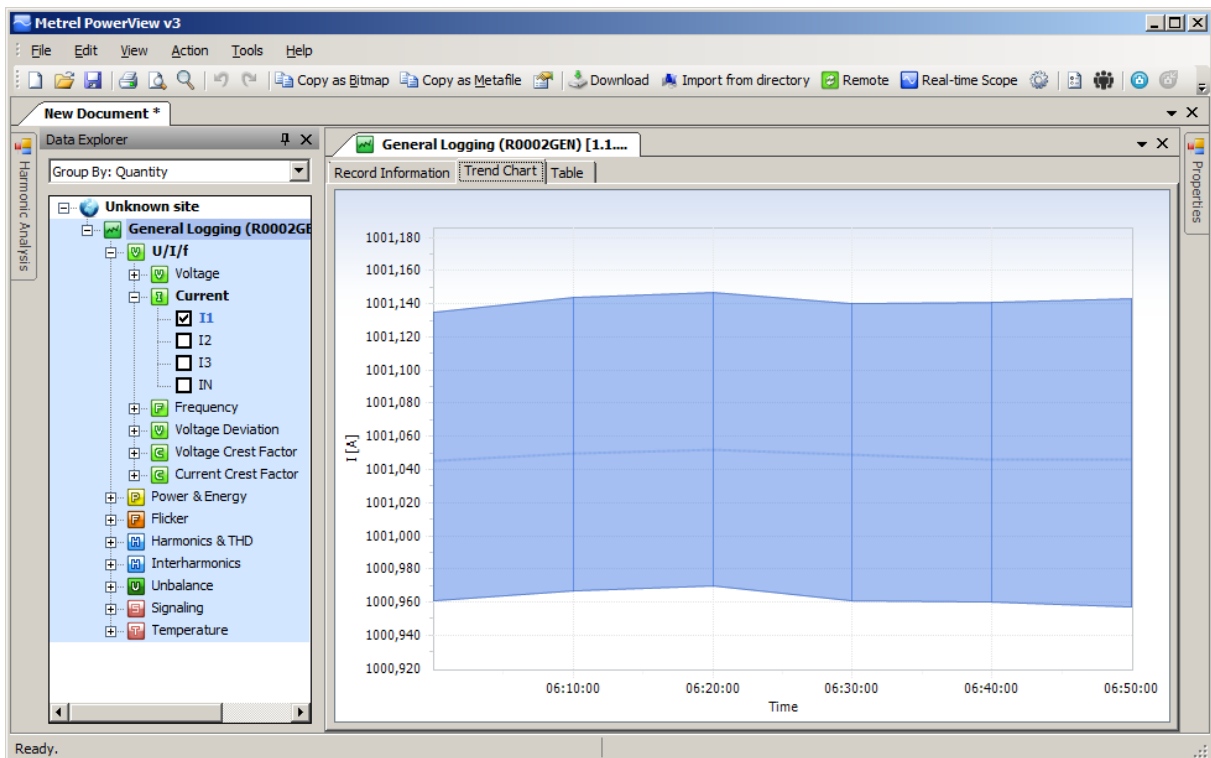 Metrel PowerView v3
File Edit View Action Tools Help
Copy as Bitmap Copy as Metafile Download Import from directory Remote Real-time Scope
New Document *
Harmonic Analysis
Data Explorer
Group By: Quantity
Unknown site
General Logging (R0002GE
U/I/f
Voltage
Current
I1
I2
I3
IN
Frequency
Voltage Deviation
Voltage Crest Factor
Current Crest Factor
Power & Energy
Flicker
Harmonics & THD
Interharmonics
Unbalance
Signaling
Temperature
General Logging (R0002GEN) [1.1....
Record Information Trend Chart Table
I [A]
1001,180
1001,160
1001,140
1001,120
1001,100
1001,080
1001,060
1001,040
1001,020
1001,000
1000,980
1000,960
1000,940
1000,920
06:10:00 06:20:00 06:30:00 06:40:00 06:50:00
Time
Properties
Ready.